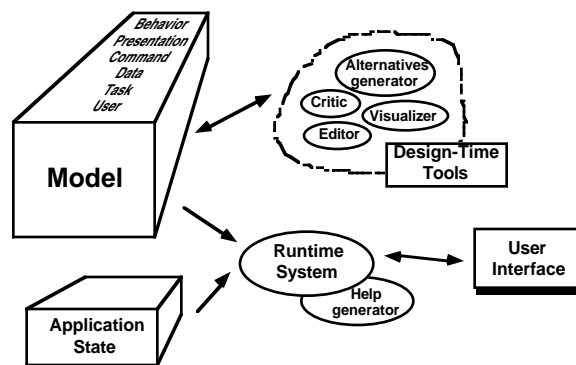 Behavior
Presentation
Command
Data
Task
User
Model
Alternatives
generator
Critic
Visualizer
Editor
Design-Time
Tools
Runtime
System
Help
generator
User
Interface
Application
State